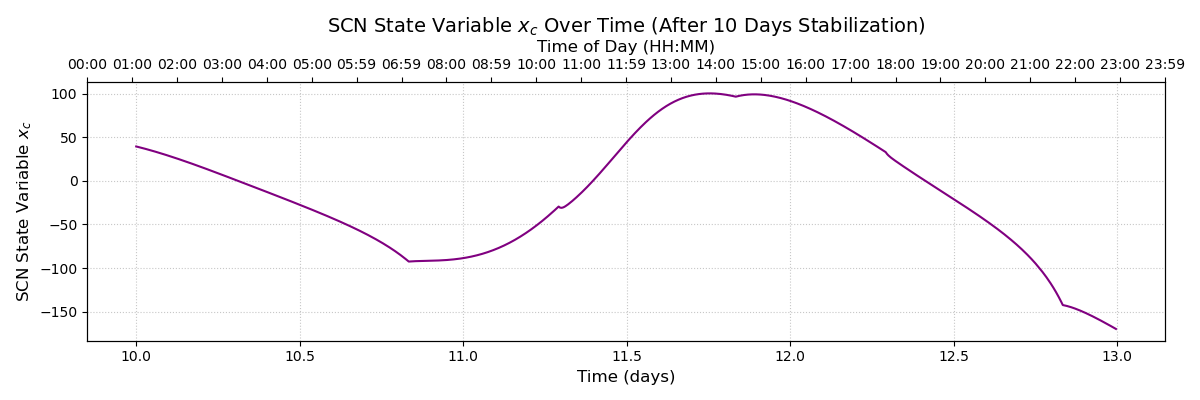 SCN State Variable x_c Over Time (After 10 Days Stabilization)
Time of Day (HH:MM)
00:00 01:00 02:00 03:00 04:00 05:00 05:59 06:59 08:00 08:59 10:00 11:00 11:59 13:00 14:00 15:00 16:00 17:00 18:00 19:00 20:00 21:00 22:00 23:00 23:59
SCN State Variable x_c
100
50
0
−50
−100
−150
10.0 10.5 11.0 11.5 12.0 12.5 13.0
Time (days)